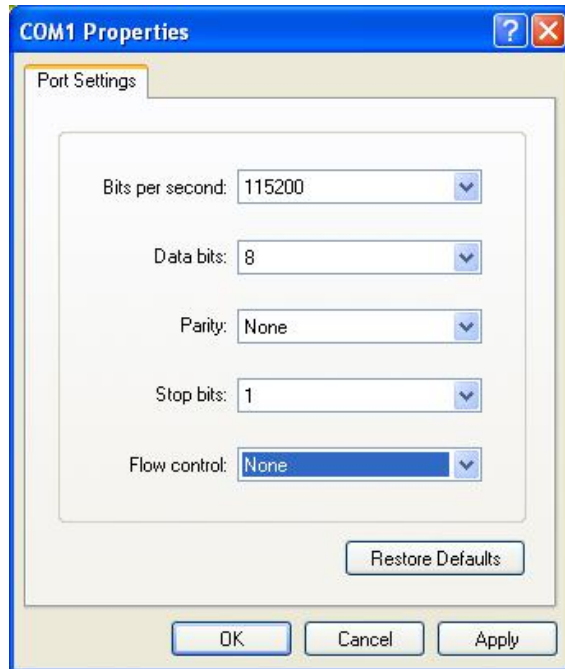 COM1 Properties
Port Settings
Bits per second: 115200
Data bits: 8
Parity: None
Stop bits: 1
Flow control: None
Restore Defaults
OK Cancel Apply